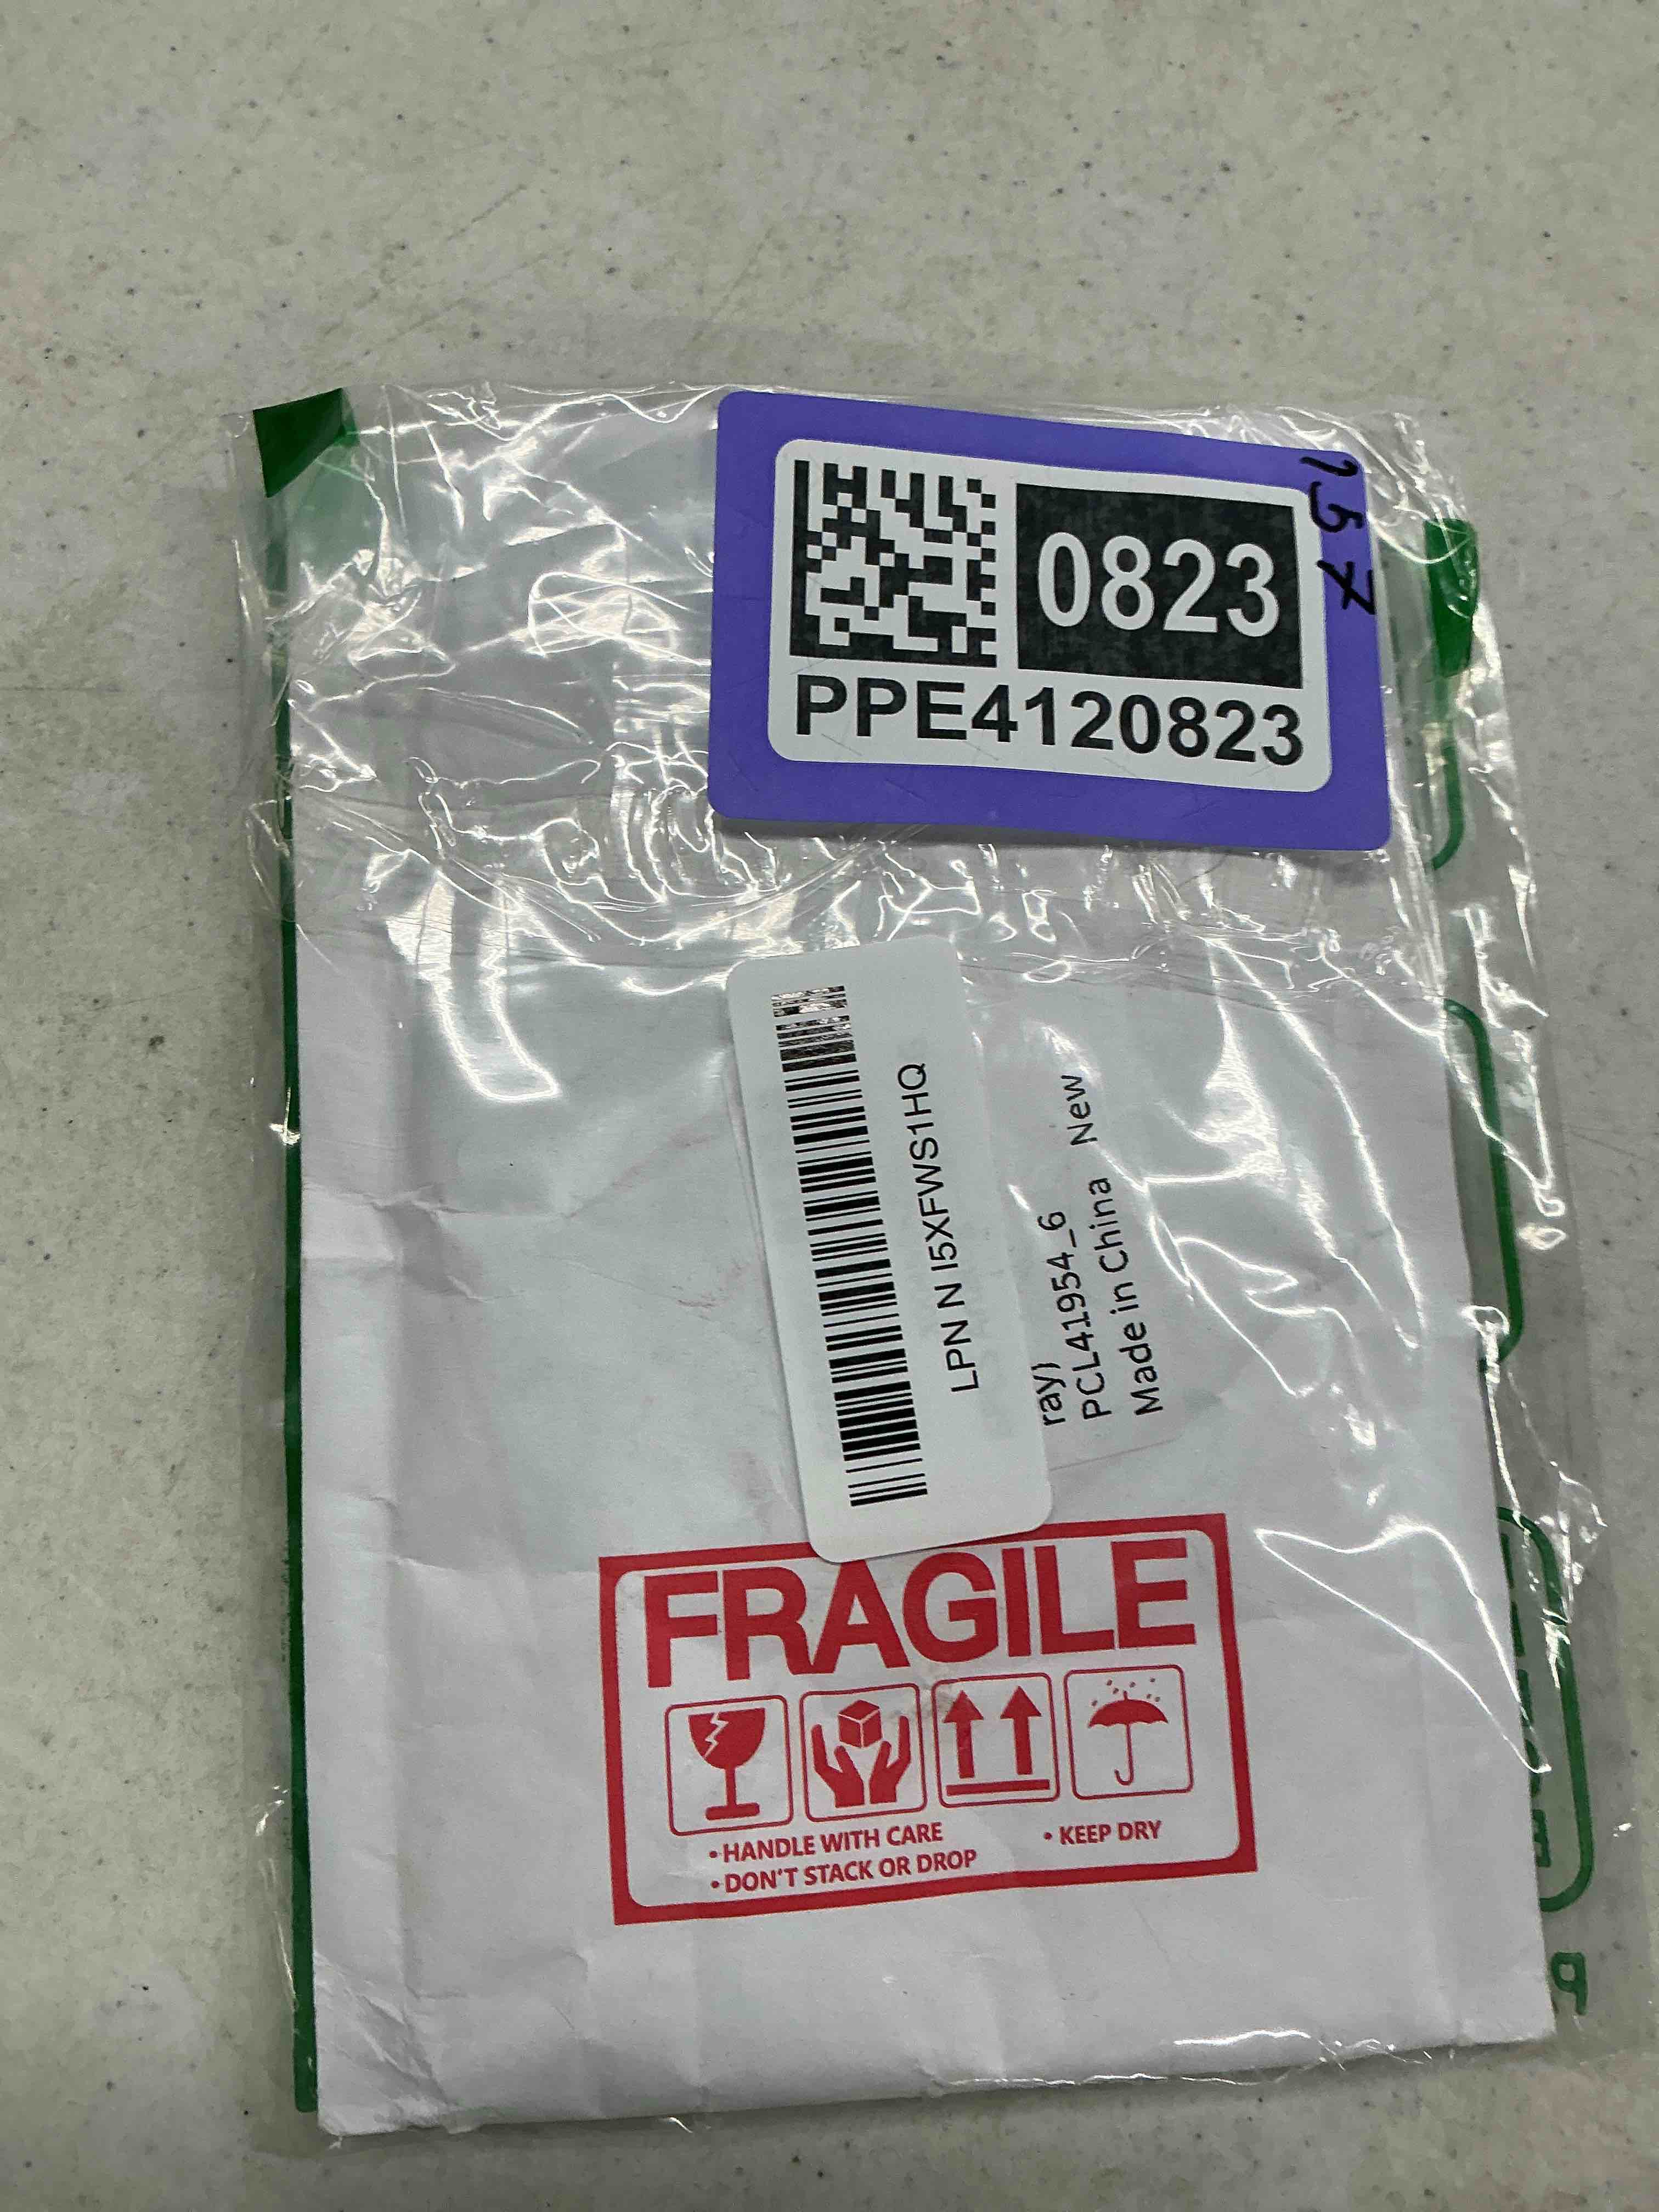 0823
PPE4120823
LPN N I5XFWS1HQ
ray)
PCL41954_6
Made in China New
FRAGILE
• HANDLE WITH CARE
• DON'T STACK OR DROP
• KEEP DRY